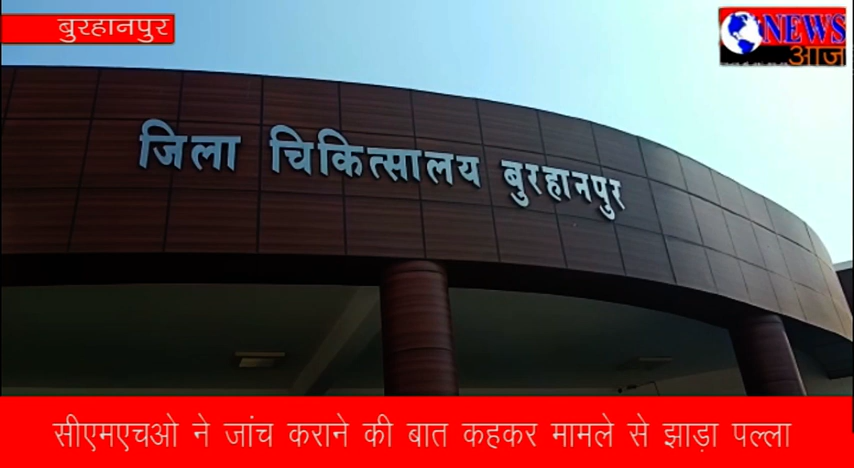 बुरहानपुर
NEWS
आज
जिला चिकित्सालय बुरहानपुर
सीएमएचओ ने जांच कराने की बात कहकर मामले से झाड़ा पल्ला